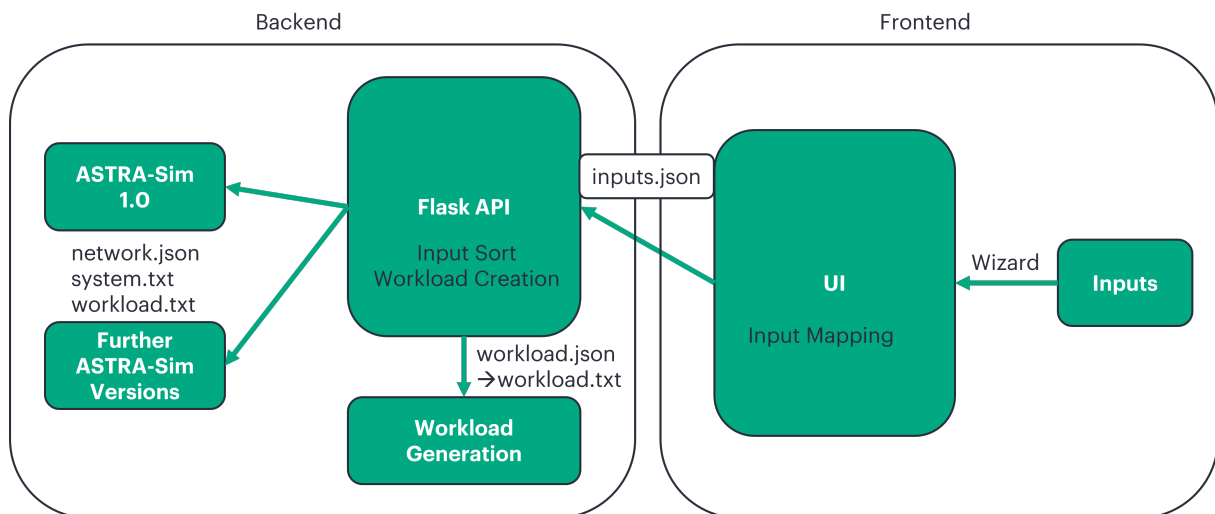 Backend
Frontend
ASTRA-Sim
1.0
network.json
system.txt
workload.txt
Further
ASTRA-Sim
Versions
Flask API
Input Sort
Workload Creation
workload.json
→workload.txt
Workload
Generation
inputs.json
UI
Input Mapping
Wizard
Inputs